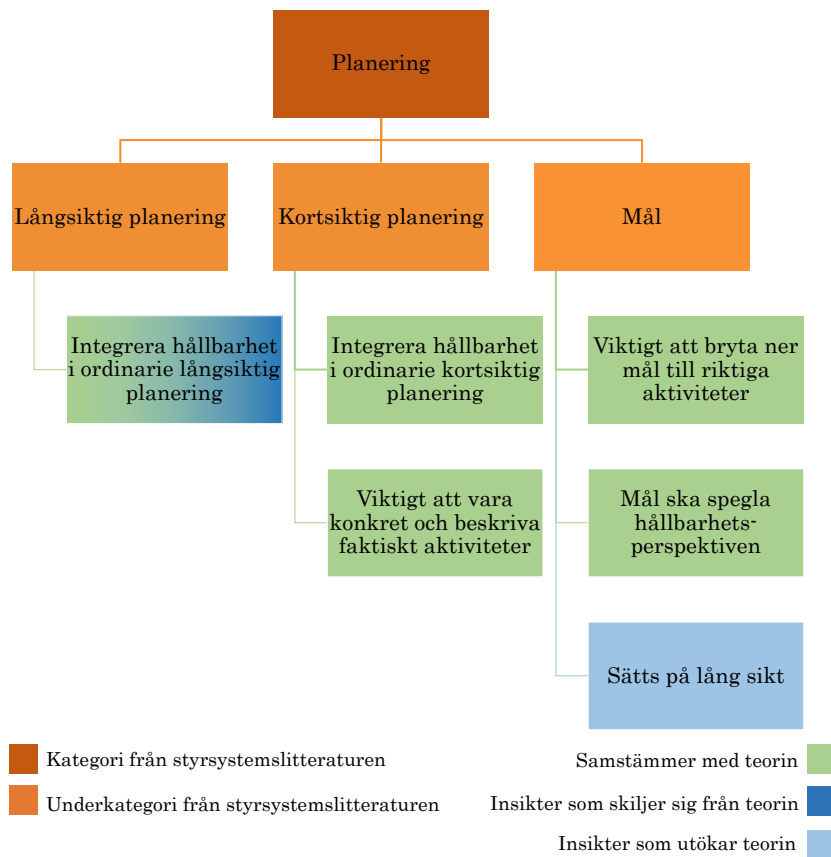 Planering
Långsiktig planering
Kortsiktig planering
Mål
Integrera hållbarhet
i ordinarie långsiktig
planering
Integrera hållbarhet
i ordinarie kortsiktig
planering
Viktigt att bryta ner
mål till riktiga
aktiviteter
Viktigt att vara
konkret och beskriva
faktiskt aktiviteter
Mål ska spegla
hållbarhets-
perspektiven
Sätts på lång sikt
Kategori från styrsystemslitteraturen
Underkategori från styrsystemslitteraturen
Samstämmer med teorin
Insikter som skiljer sig från teorin
Insikter som utökar teorin